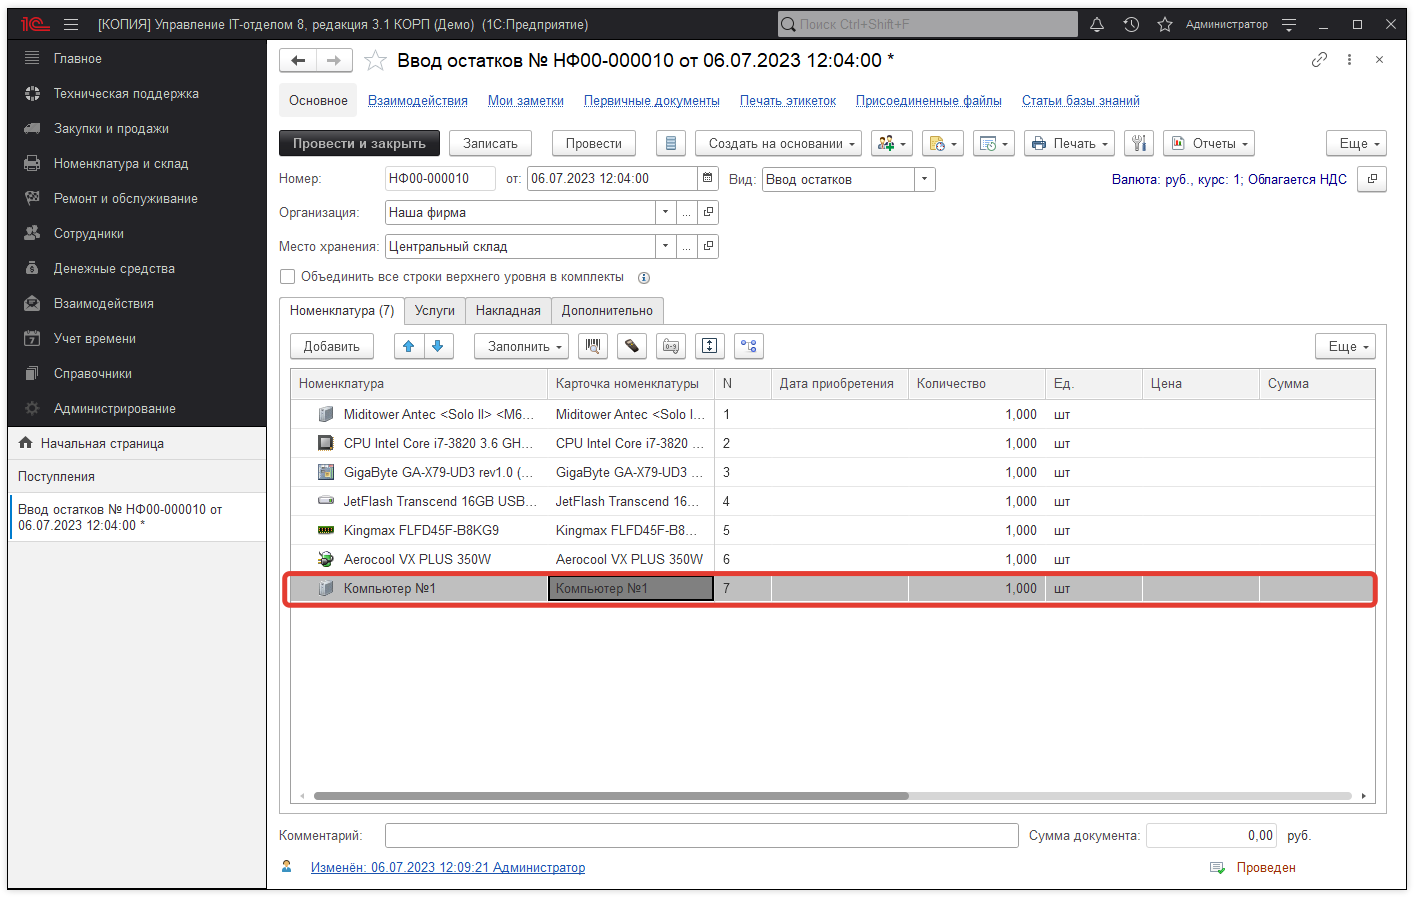 [КОПИЯ] Управление IT-отделом 8, редакция 3.1 КОРП (Демо) (1С:Предприятие)
Поиск Ctrl+Shift+F
Администратор
Главное
Техническая поддержка
Закупки и продажи
Номенклатура и склад
Ремонт и обслуживание
Сотрудники
Денежные средства
Взаимодействия
Учет времени
Справочники
Администрирование
Начальная страница
Поступления
Ввод остатков № НФ00-000010 от
06.07.2023 12:04:00 *
Ввод остатков № НФ00-000010 от 06.07.2023 12:04:00 *
Основное Взаимодействия Мои заметки Первичные документы Печать этикеток Присоединенные файлы Статьи базы знаний
Провести и закрыть Записать Провести Создать на основании Печать Отчеты Еще
Номер: НФ00-000010 от: 06.07.2023 12:04:00 Вид: Ввод остатков Валюта: руб., курс: 1; Облагается НДС
Организация: Наша фирма ...
Место хранения: Центральный склад ...
Объединить все строки верхнего уровня в комплекты
Номенклатура (7) Услуги Накладная Дополнительно
Добавить Заполнить Еще
Номенклатура Карточка номенклатуры N Дата приобретения Количество Ед. Цена Сумма
Miditower Antec <Solo II> <M6... Miditower Antec <Solo I... 1 1,000 шт
CPU Intel Core i7-3820 3.6 GH... CPU Intel Core i7-3820 ... 2 1,000 шт
GigaByte GA-X79-UD3 rev1.0 (... GigaByte GA-X79-UD3 ... 3 1,000 шт
JetFlash Transcend 16GB USB... JetFlash Transcend 16... 4 1,000 шт
Kingmax FLFD45F-B8KG9 Kingmax FLFD45F-B8... 5 1,000 шт
Aerocool VX PLUS 350W Aerocool VX PLUS 350W 6 1,000 шт
Компьютер №1 Компьютер №1 7 1,000 шт
Комментарий: Сумма документа: 0,00 руб.
Изменён: 06.07.2023 12:09:21 Администратор Проведен